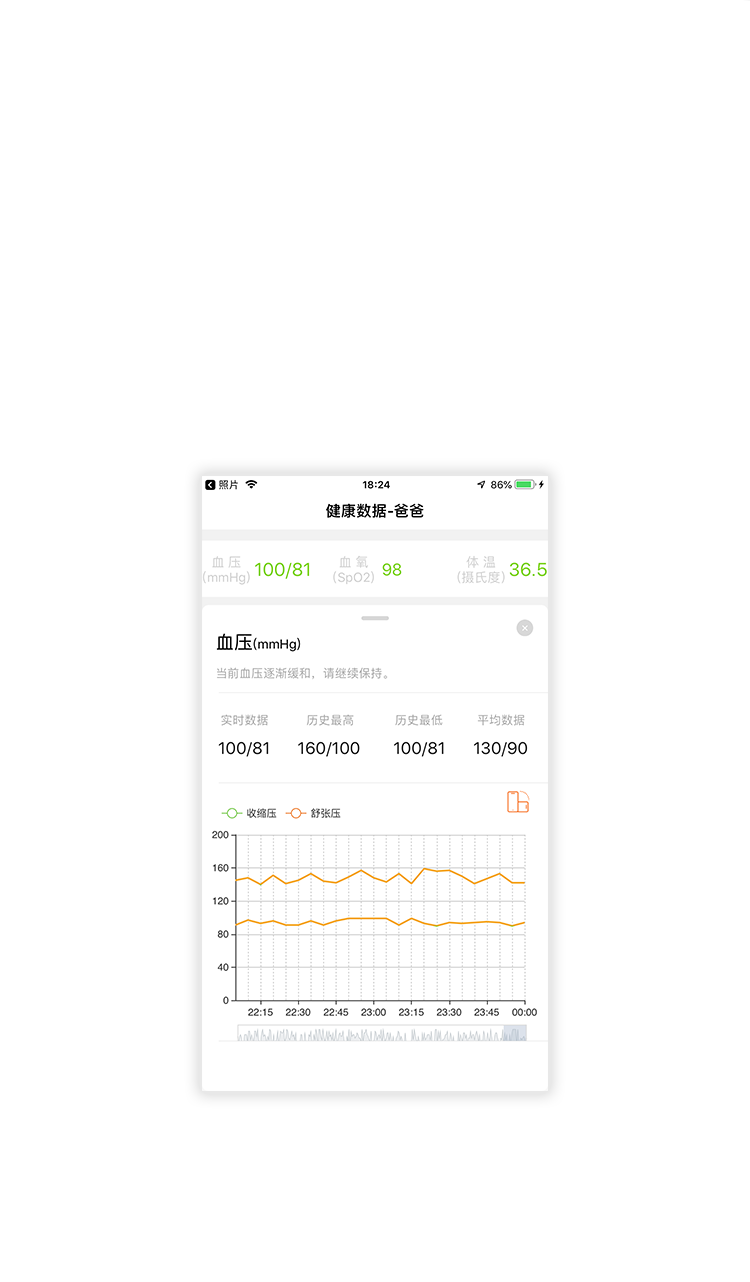 照片 18:24 86%
健康数据-爸爸
血 压 100/81 血 氧 98 体 温 36.5
(mmHg) (SpO2) (摄氏度)
血压(mmHg)
当前血压逐渐缓和，请继续保持。
实时数据 历史最高 历史最低 平均数据
100/81 160/100 100/81 130/90
收缩压 舒张压
200
160
120
80
40
0
22:15 22:30 22:45 23:00 23:15 23:30 23:45 00:00